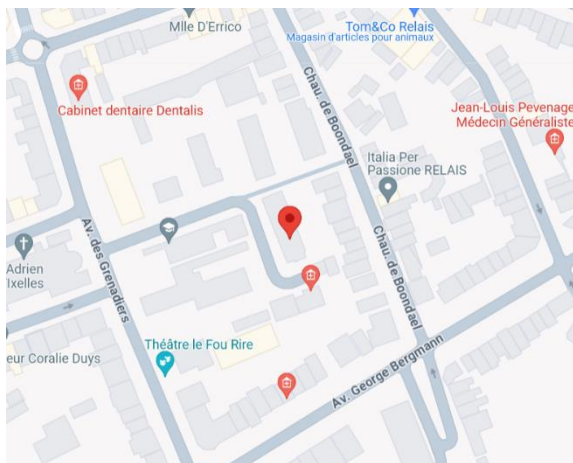 Mlle D'Errico
Tom&Co Relais
Magasin d'articles pour animaux
Cabinet dentaire Dentalis
Chau. de Boondael
Jean-Louis Pevenage
Médecin Généraliste
Italia Per
Passione RELAIS
Av. des Grenadiers
Adrien
Ixelles
Chau. de Boondael
Théâtre le Fou Rire
eur Coralie Duys
Av. George Bergmann